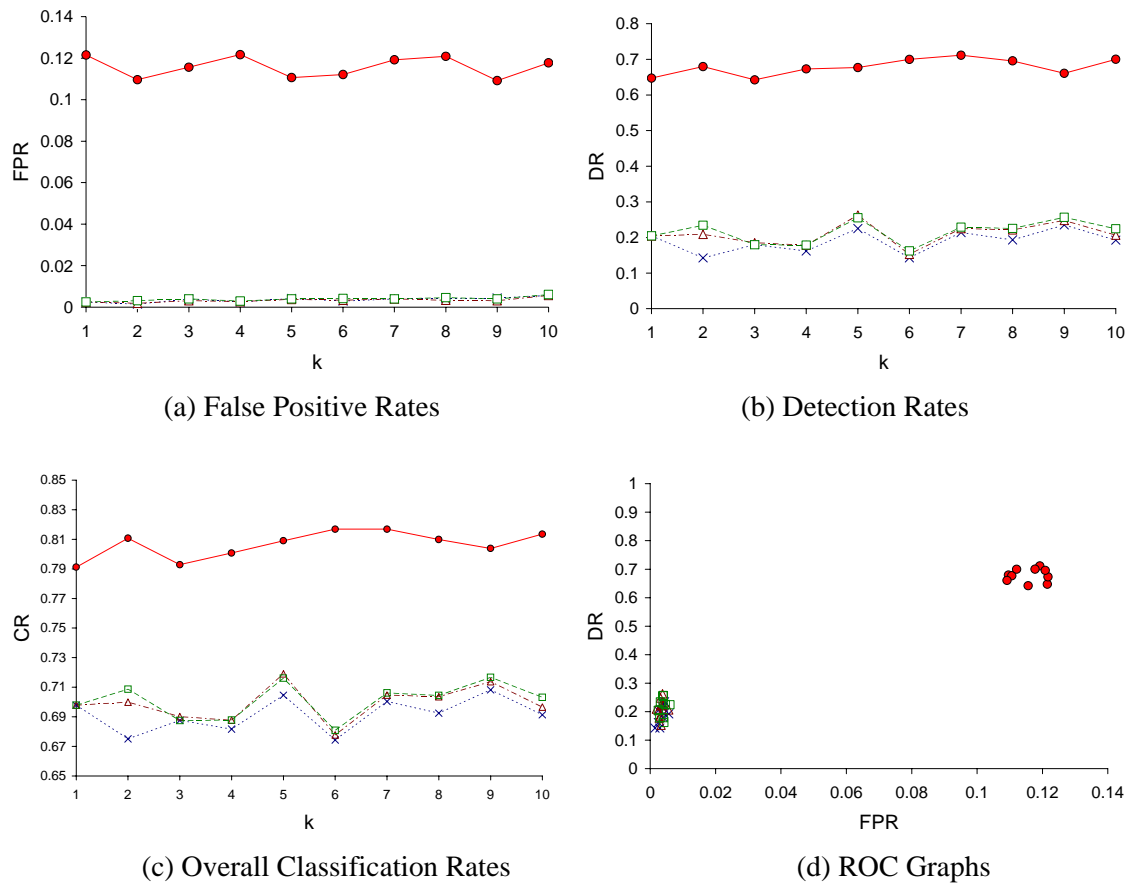 0.14
0.12
0.1
0.08
0.06
0.04
0.02
0
FPR
1 2 3 4 5 6 7 8 9 10
k
(a) False Positive Rates
0.8
0.7
0.6
0.5
0.4
0.3
0.2
0.1
0
DR
1 2 3 4 5 6 7 8 9 10
k
(b) Detection Rates
0.85
0.83
0.81
0.79
0.77
0.75
0.73
0.71
0.69
0.67
0.65
CR
1 2 3 4 5 6 7 8 9 10
k
(c) Overall Classification Rates
1
0.9
0.8
0.7
0.6
0.5
0.4
0.3
0.2
0.1
0
DR
0 0.02 0.04 0.06 0.08 0.1 0.12 0.14
FPR
(d) ROC Graphs